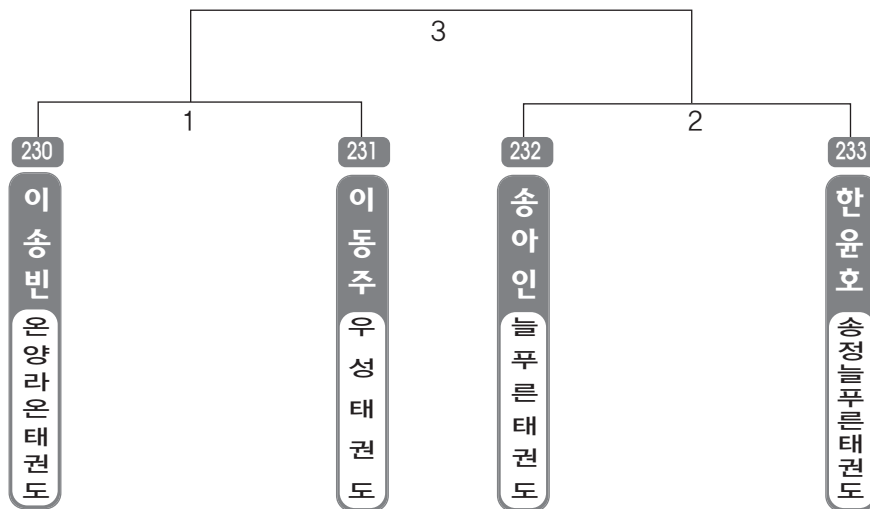 3
1
2
230
231
232
233
이송빈
이동주
송아인
한윤호
온양라온태권도
우성태권도
늘푸른태권도
송정늘푸른태권도